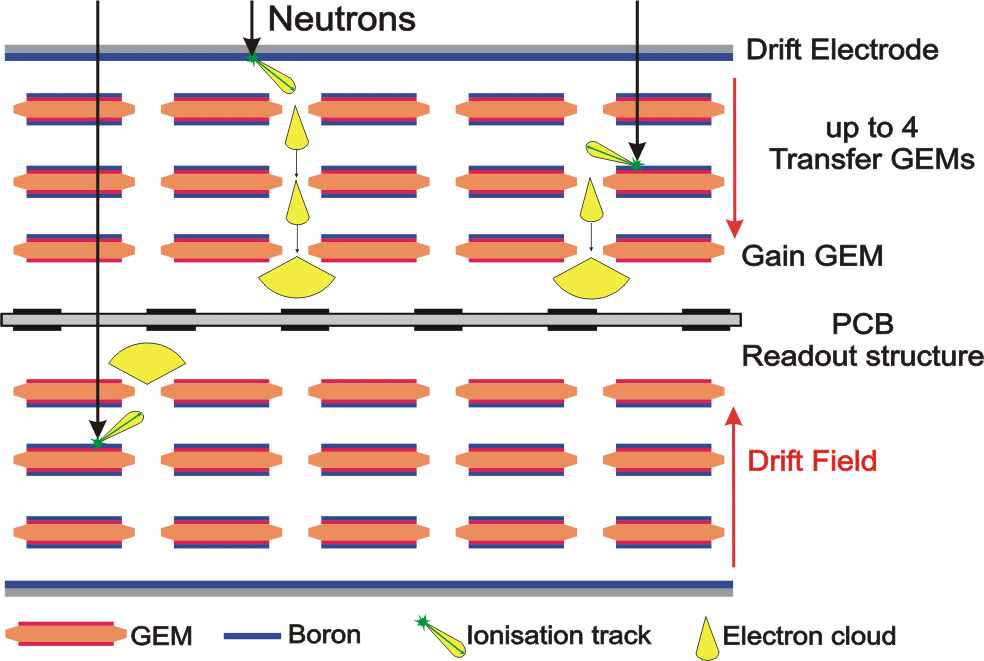 Neutrons
Drift Electrode
up to 4
Transfer GEMs
Gain GEM
PCB
Readout structure
Drift Field
GEM
Boron
Ionisation track
Electron cloud